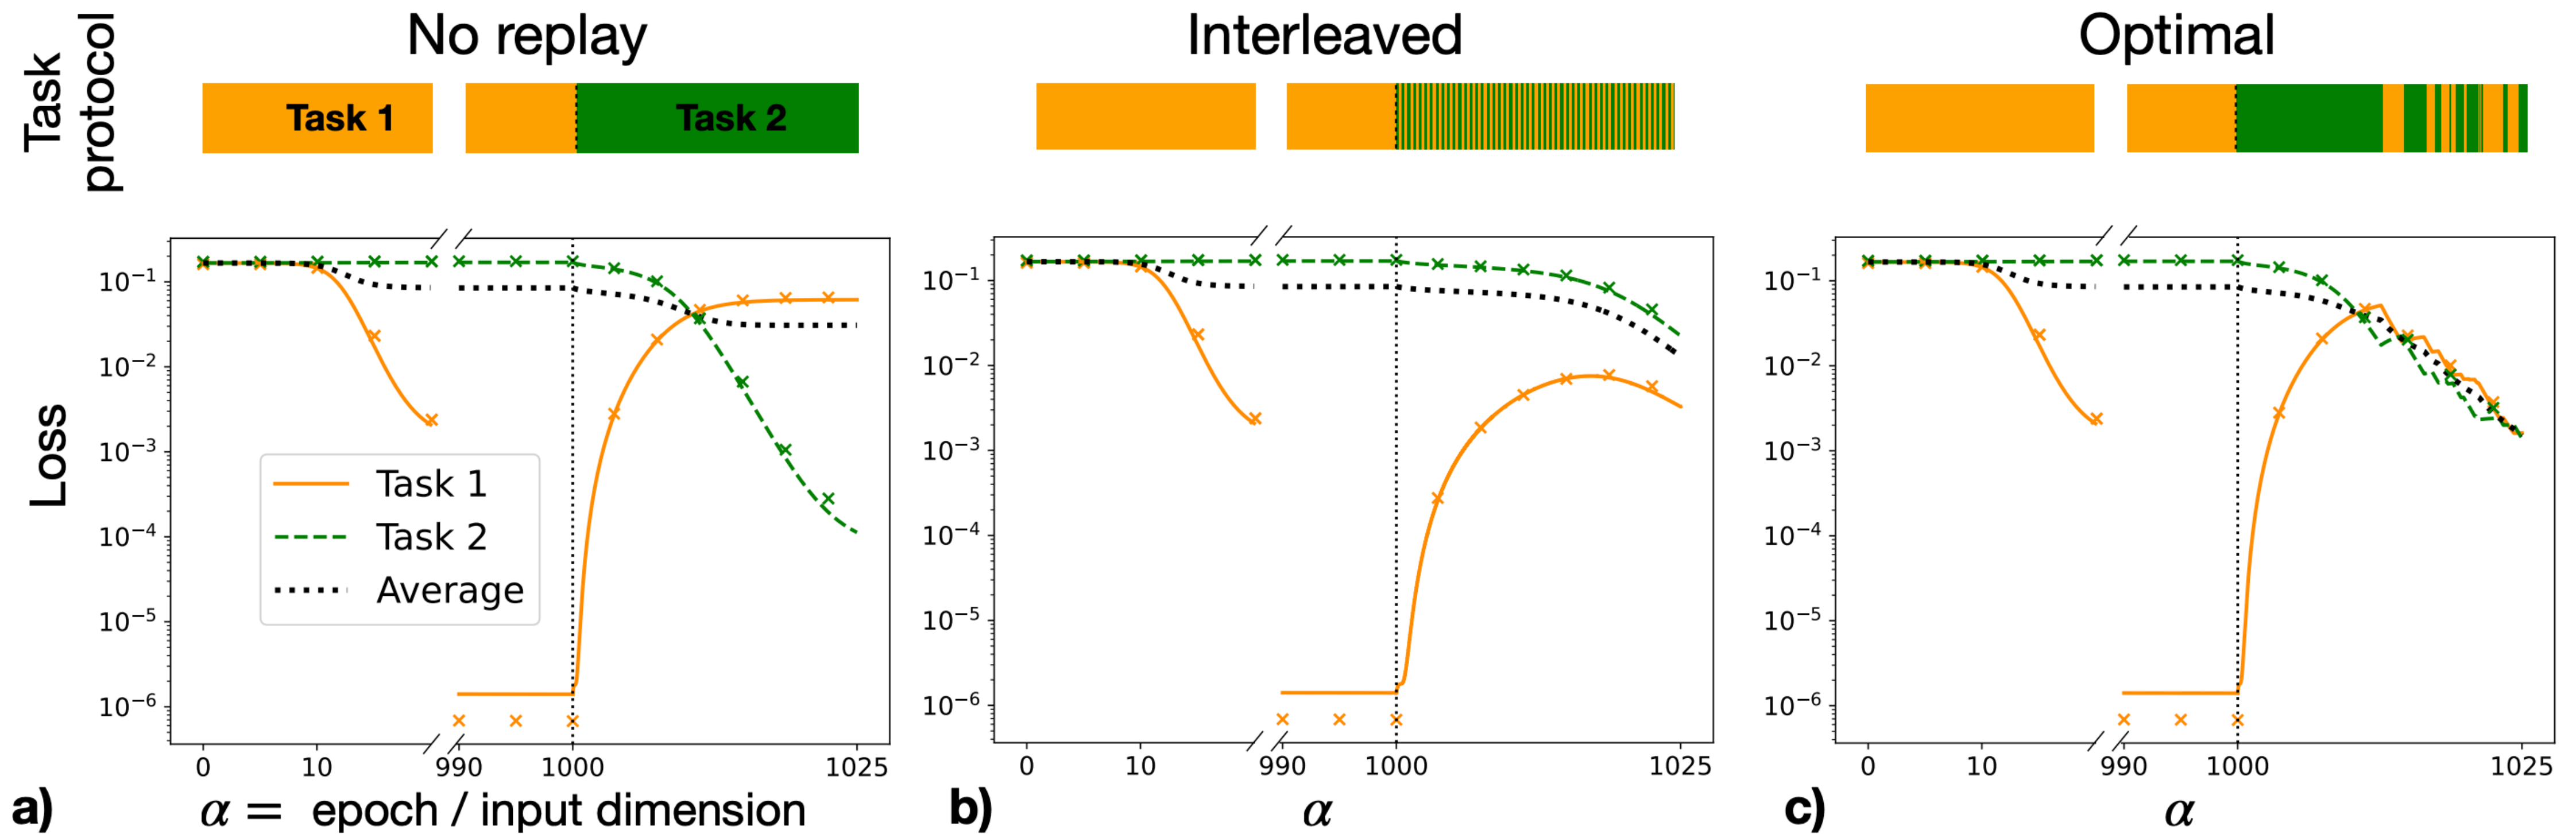 Task
protocol
No replay
Interleaved
Optimal
Task 1
Task 2
Loss
10⁻¹
10⁻²
10⁻³
10⁻⁴
10⁻⁵
10⁻⁶
Task 1
Task 2
Average
0
10
990
1000
1025
a)
α = epoch / input dimension
10⁻¹
10⁻²
10⁻³
10⁻⁴
10⁻⁵
10⁻⁶
0
10
990
1000
1025
b)
α
10⁻¹
10⁻²
10⁻³
10⁻⁴
10⁻⁵
10⁻⁶
0
10
990
1000
1025
c)
α